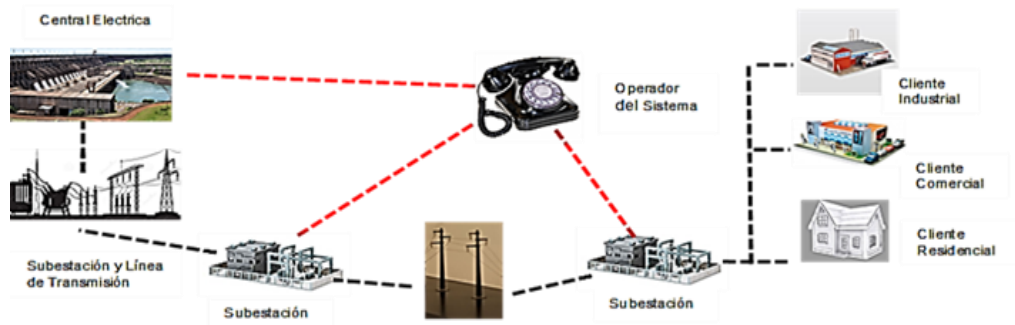 Central Electrica
Operador
del Sistema
Cliente
Industrial
Cliente
Comercial
Cliente
Residencial
Subestación y Línea
de Transmisión
Subestación
Subestación